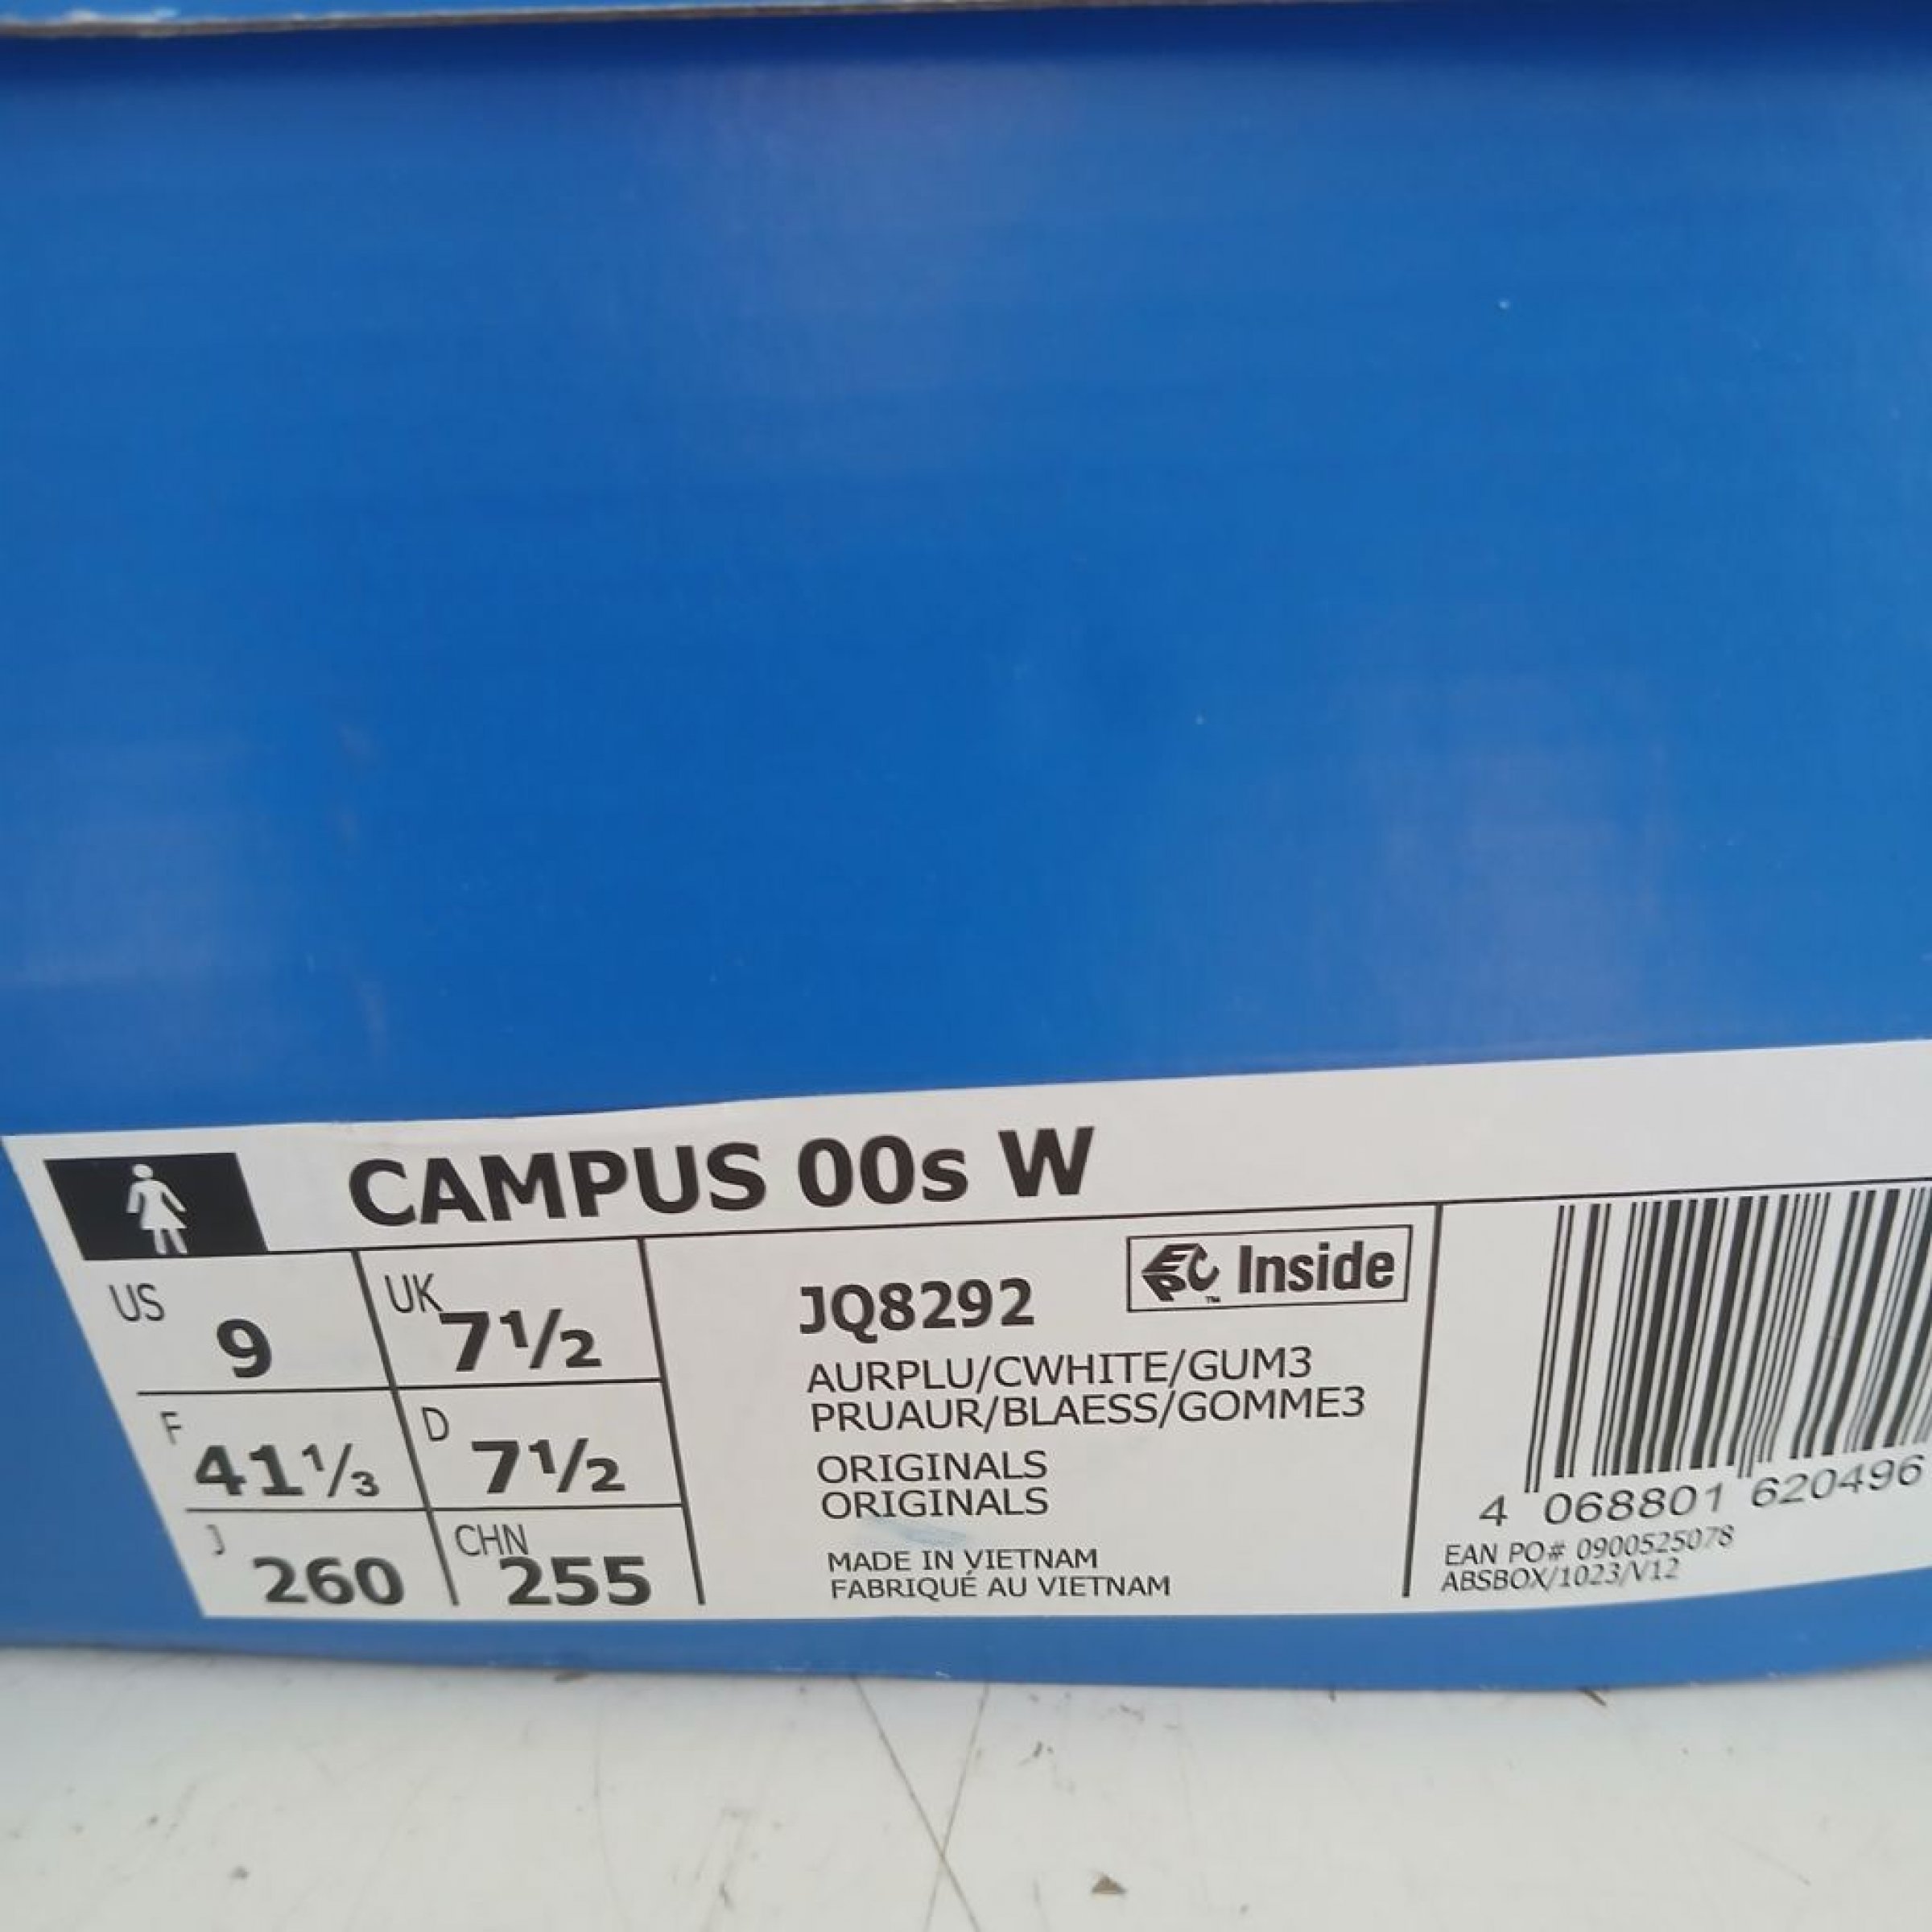 CAMPUS 00s W
US 9
UK 7½
F 41⅓
D 7½
J 260
CHN 255
JQ8292
EPC Inside
TM
AURPLU/CWHITE/GUM3
PRUAUR/BLAESS/GOMME3
ORIGINALS
ORIGINALS
MADE IN VIETNAM
FABRIQUÉ AU VIETNAM
4 068801 620496
EAN PO# 0900525078
ABSBOX/1023/V12